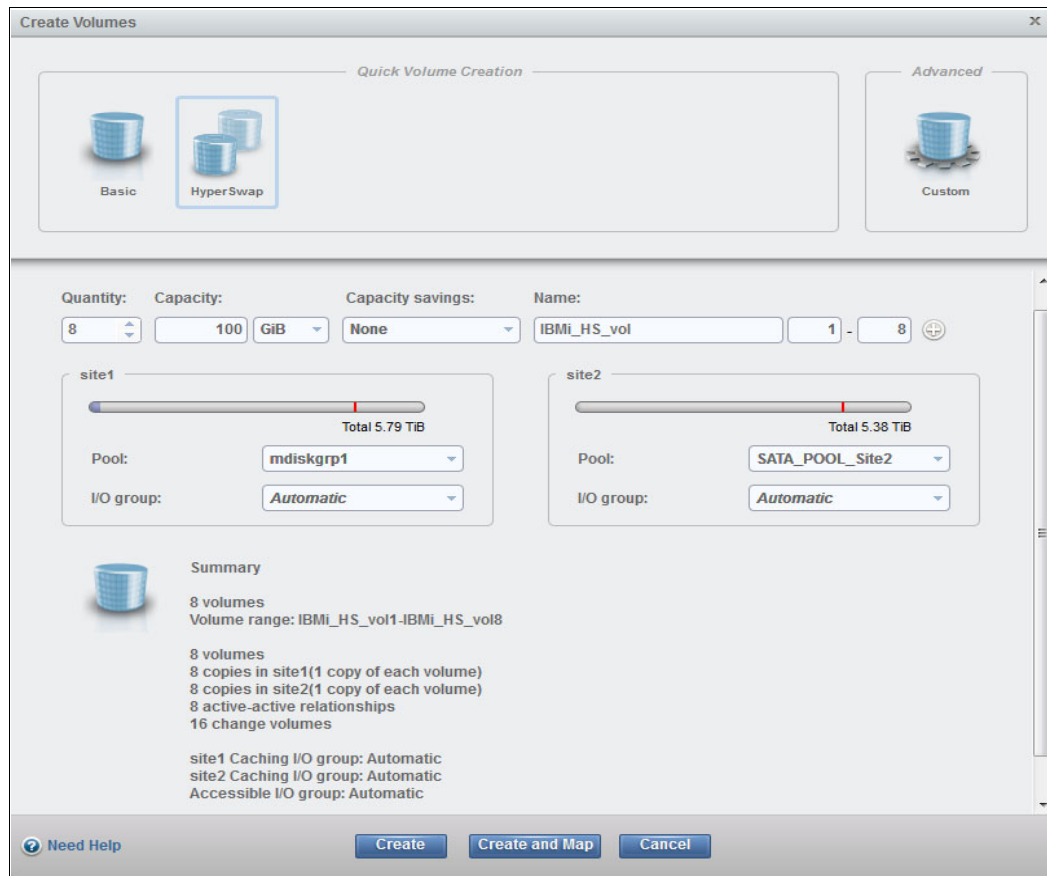 Create Volumes x
Quick Volume Creation
Advanced
Basic
HyperSwap
Custom
Quantity: Capacity: Capacity savings: Name:
8 100 GiB None IBMi_HS_vol 1 - 8
site1
Total 5.79 TiB
Pool: mdiskgrp1
I/O group: Automatic
site2
Total 5.38 TiB
Pool: SATA_POOL_Site2
I/O group: Automatic
Summary
8 volumes
Volume range: IBMi_HS_vol1-IBMi_HS_vol8
8 volumes
8 copies in site1(1 copy of each volume)
8 copies in site2(1 copy of each volume)
8 active-active relationships
16 change volumes
site1 Caching I/O group: Automatic
site2 Caching I/O group: Automatic
Accessible I/O group: Automatic
? Need Help
Create
Create and Map
Cancel